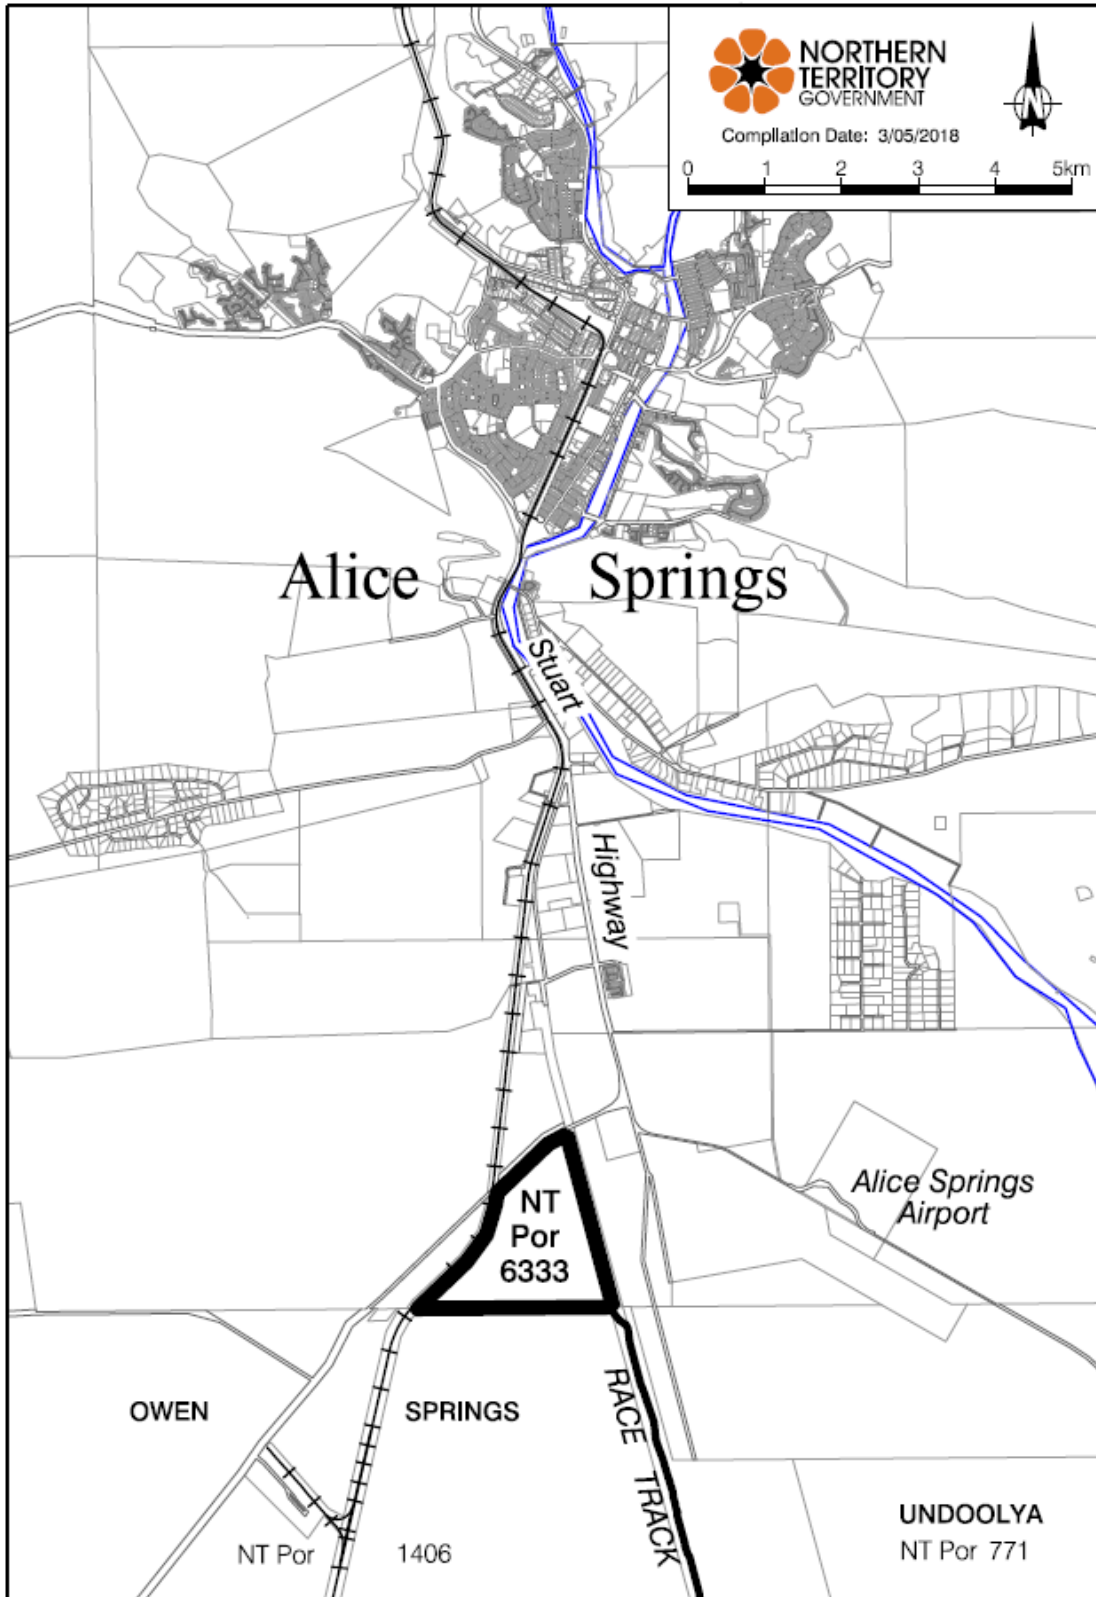 NORTHERN
TERRITORY
GOVERNMENT
N
Compilation Date: 3/05/2018
0 1 2 3 4 5km
Alice Springs
Stuart
Highway
Alice Springs
Airport
NT
Por
6333
RACE TRACK
OWEN SPRINGS
UNDOOLYA
NT Por 771
NT Por 1406